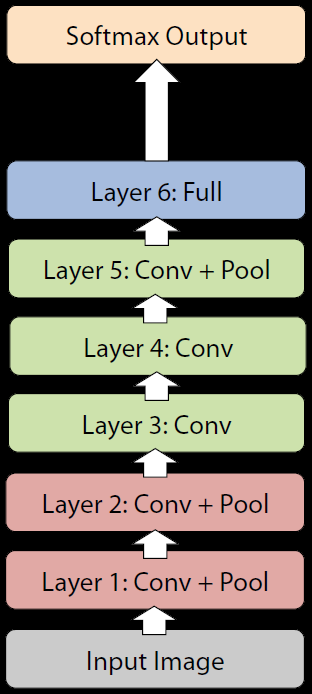 Softmax Output
Layer 6: Full
Layer 5: Conv + Pool
Layer 4: Conv
Layer 3: Conv
Layer 2: Conv + Pool
Layer 1: Conv + Pool
Input Image